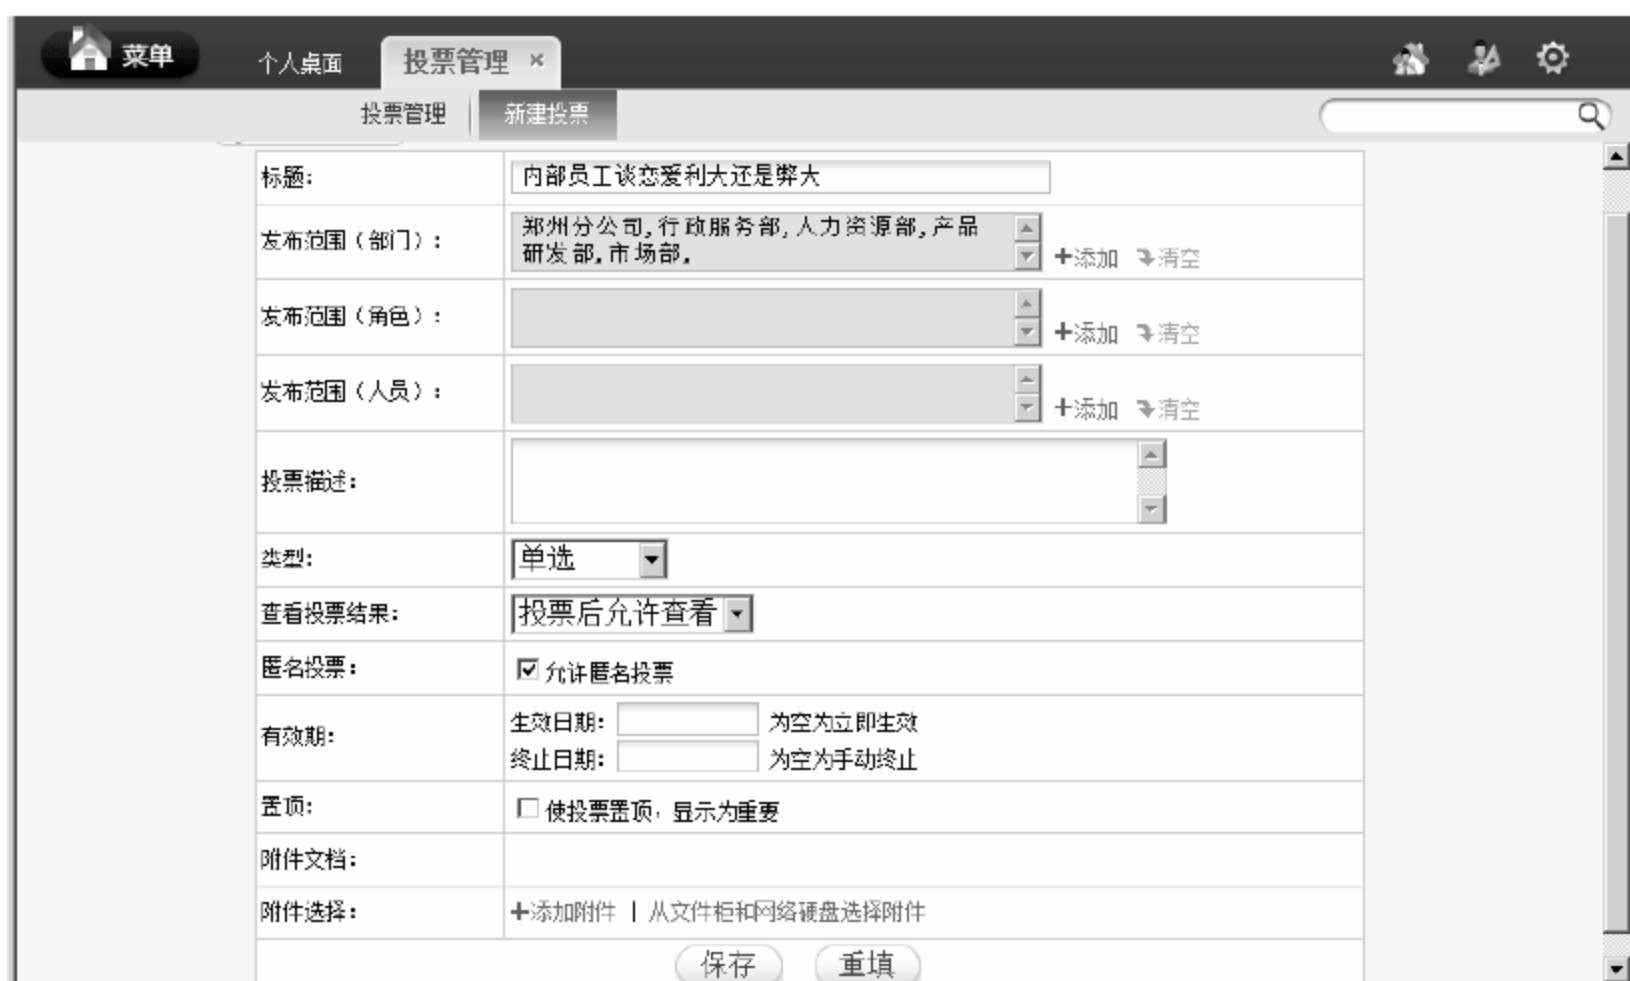 菜单 个人桌面 投票管理 ×
投票管理 新建投票
标题: 内部员工谈恋爱利大还是弊大
发布范围（部门）: 郑州分公司,行政服务部,人力资源部,产品
研发部,市场部,
+添加 清空
发布范围（角色）:
+添加 清空
发布范围（人员）:
+添加 清空
投票描述:
类型: 单选
查看投票结果: 投票后允许查看
匿名投票: 允许匿名投票
有效期: 生效日期: 为空为立即生效
终止日期: 为空为手动终止
置顶: 使投票置顶, 显示为重要
附件文档:
附件选择: +添加附件 | 从文件柜和网络硬盘选择附件
保存 重填